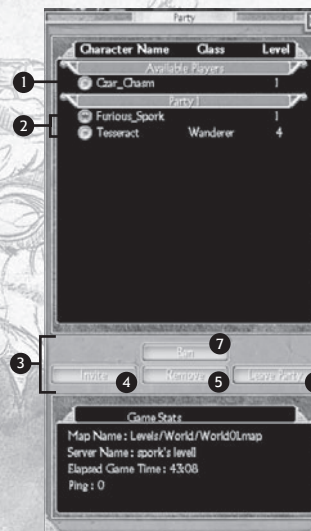 Party
Character Name Class Level
Available Players
1 Czar_Chasm 1
Party 1
2 Furious_Spork 1
Tesseract Wanderer 4
3
Ban 7
Invite 4 Remove 5 Leave Party
Game Stats
Map Name : Levels/World/World0Lmap
Server Name : spork's levell
Elapsed Game Time : 43:08
Ping : 0